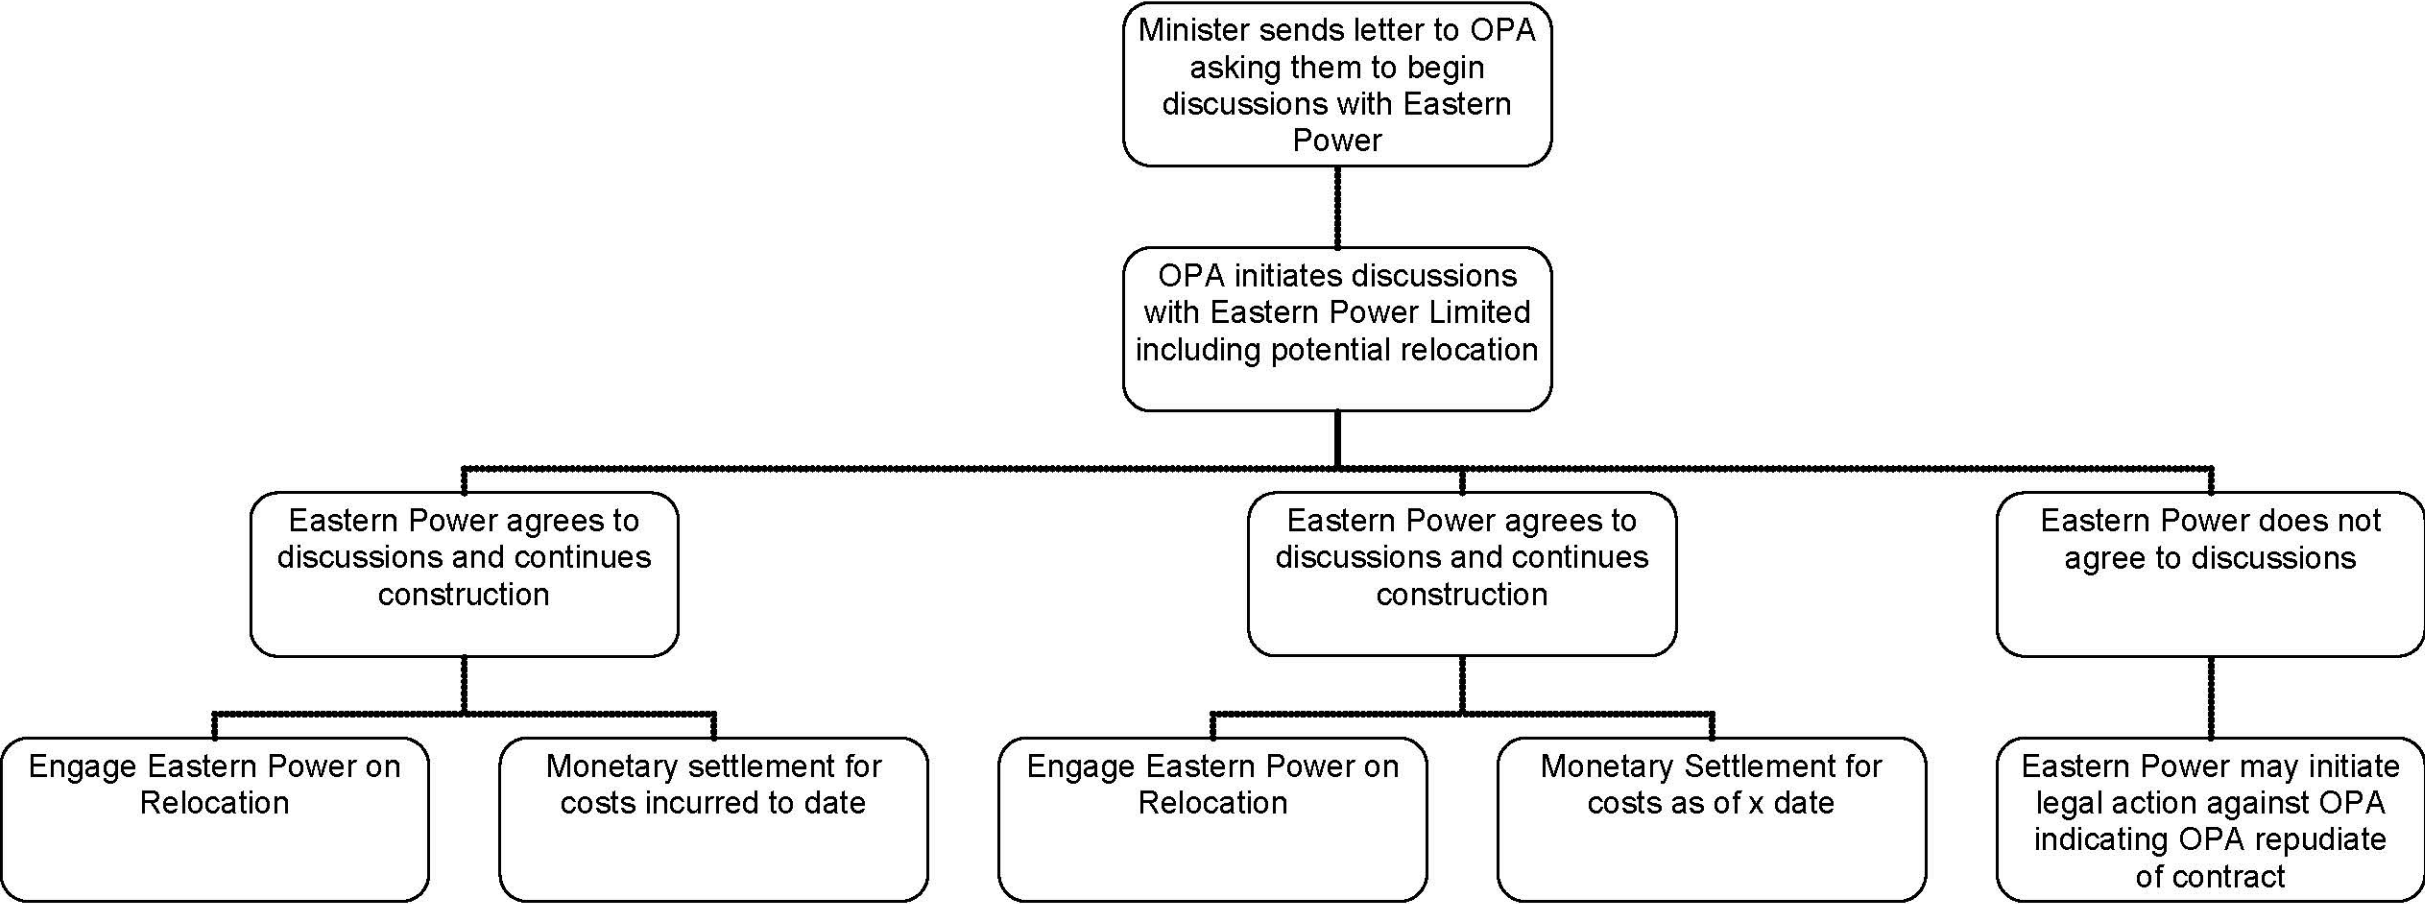 Minister sends letter to OPA
asking them to begin
discussions with Eastern
Power
OPA initiates discussions
with Eastern Power Limited
including potential relocation
Eastern Power agrees to
discussions and continues
construction
Eastern Power agrees to
discussions and continues
construction
Eastern Power does not
agree to discussions
Engage Eastern Power on
Relocation
Monetary settlement for
costs incurred to date
Engage Eastern Power on
Relocation
Monetary Settlement for
costs as of x date
Eastern Power may initiate
legal action against OPA
indicating OPA repudiate
of contract